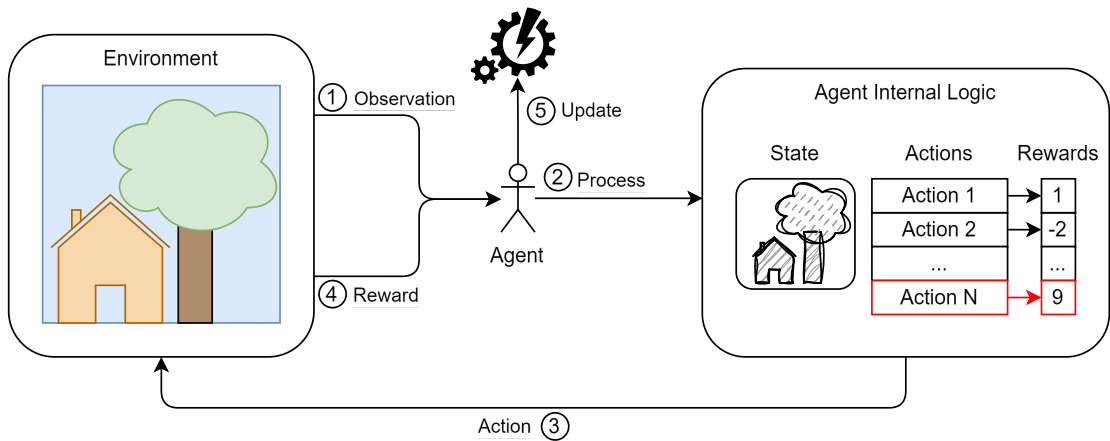 Environment
1 Observation
4 Reward
5 Update
2 Process
Agent
Agent Internal Logic
State
Actions
Rewards
Action 1
1
Action 2
-2
...
...
Action N
9
Action 3